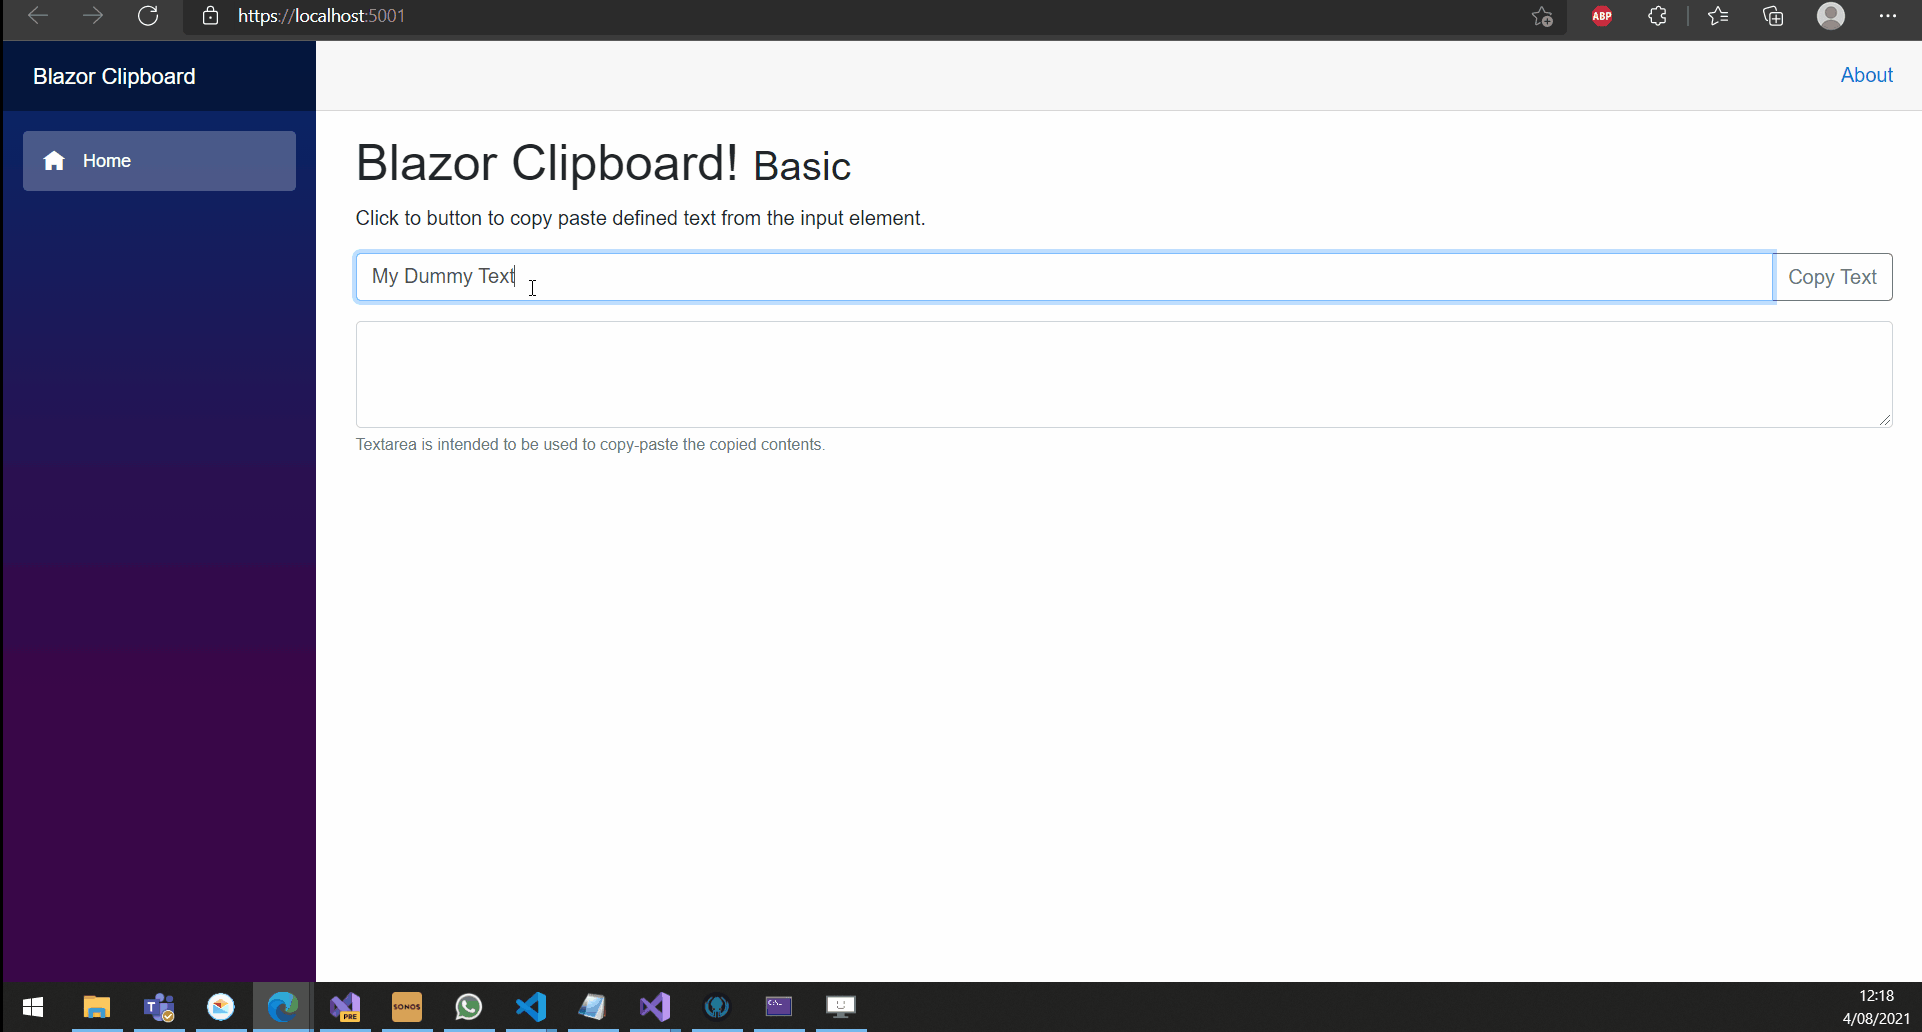 https://localhost:5001
ABP
Blazor Clipboard
About
Home
Blazor Clipboard! Basic
Click to button to copy paste defined text from the input element.
My Dummy Text
Copy Text
Textarea is intended to be used to copy-paste the copied contents.
T
PRE
SONOS
C:\.
12:18
4/08/2021